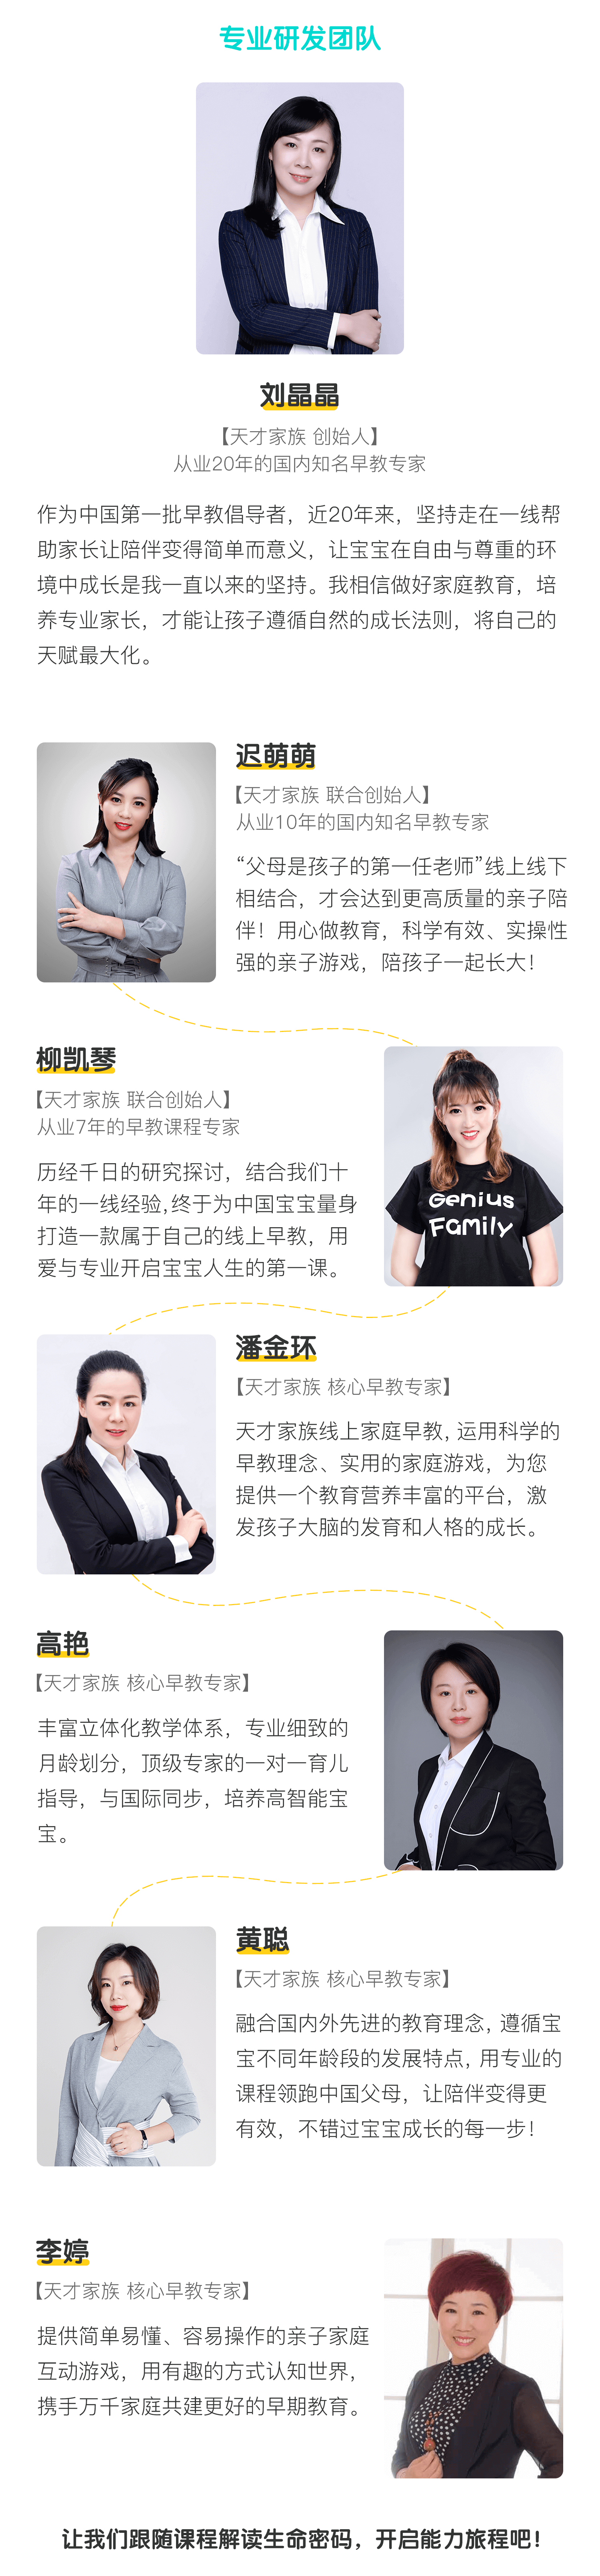 专业研发团队
刘晶晶
【天才家族 创始人】
从业20年的国内知名早教专家
作为中国第一批早教倡导者，近20年来，坚持走在一线帮
助家长让陪伴变得简单而意义，让宝宝在自由与尊重的环
境中成长是我一直以来的坚持。我相信做好家庭教育，培
养专业家长，才能让孩子遵循自然的成长法则，将自己的
天赋最大化。
迟萌萌
【天才家族 联合创始人】
从业10年的国内知名早教专家
“父母是孩子的第一任老师”线上线下
相结合，才会达到更高质量的亲子陪
伴！用心做教育，科学有效、实操性
强的亲子游戏，陪孩子一起长大！
柳凯琴
【天才家族 联合创始人】
从业7年的早教课程专家
历经千日的研究探讨，结合我们十
年的一线经验,终于为中国宝宝量身
打造一款属于自己的线上早教，用
爱与专业开启宝宝人生的第一课。
Genius
Family
潘金环
【天才家族 核心早教专家】
天才家族线上家庭早教, 运用科学的
早教理念、实用的家庭游戏，为您
提供一个教育营养丰富的平台，激
发孩子大脑的发育和人格的成长。
高艳
【天才家族 核心早教专家】
丰富立体化教学体系，专业细致的
月龄划分，顶级专家的一对一育儿
指导，与国际同步，培养高智能宝
宝。
黄聪
【天才家族 核心早教专家】
融合国内外先进的教育理念, 遵循宝
宝不同年龄段的发展特点, 用专业的
课程领跑中国父母，让陪伴变得更
有效，不错过宝宝成长的每一步！
李婷
【天才家族 核心早教专家】
提供简单易懂、容易操作的亲子家庭
互动游戏，用有趣的方式认知世界，
携手万千家庭共建更好的早期教育。
让我们跟随课程解读生命密码，开启能力旅程吧！